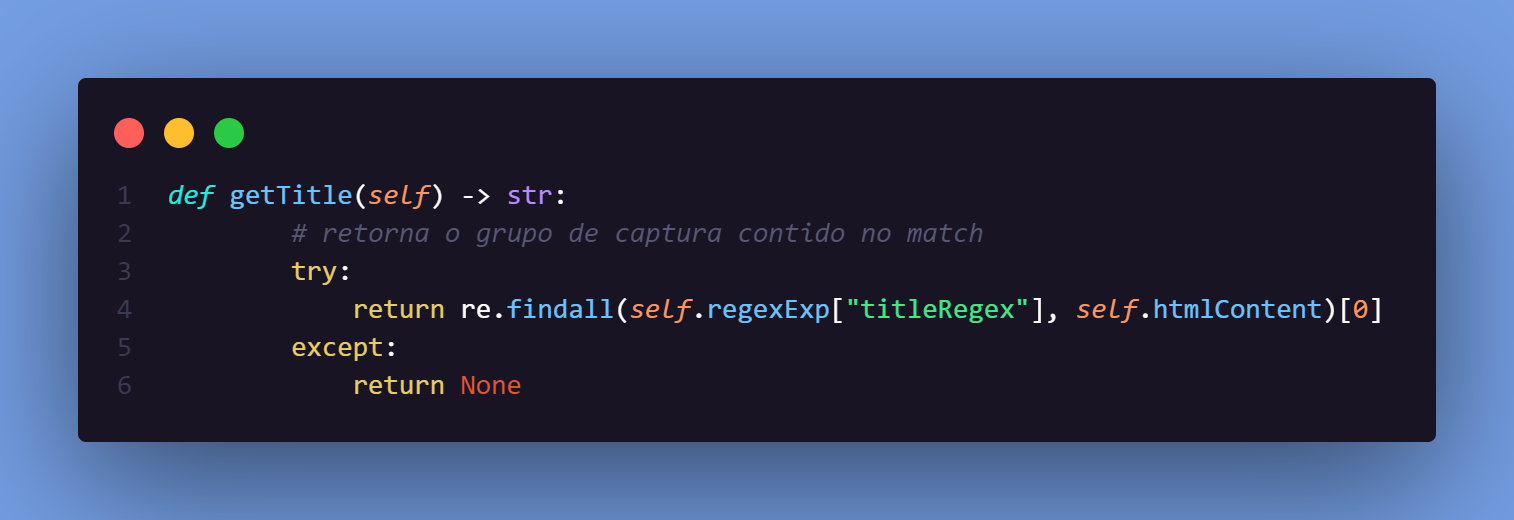 1 def getTitle(self) -> str:
2 # retorna o grupo de captura contido no match
3 try:
4 return re.findall(self.regexExp["titleRegex"], self.htmlContent)[0]
5 except:
6 return None